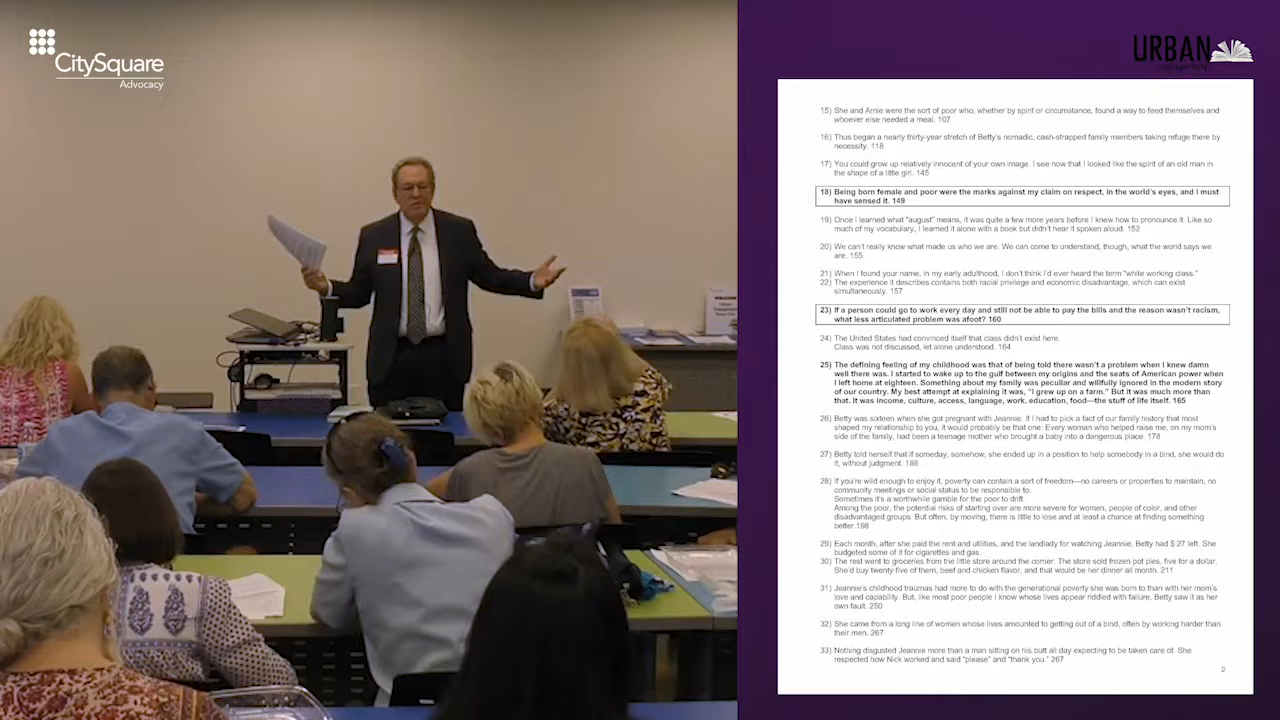 CitySquare
Advocacy
URBAN
engagement
15) She and Arnie were the sort of poor who, whether by spirit or circumstance, found a way to feed themselves and
whoever else needed a meal. 107
16) Thus began a nearly thirty-year stretch of Betty's nomadic, cash-strapped family members taking refuge there by
necessity. 118
17) You could grow up relatively innocent of your own image. I see now that I looked like the spirit of an old man in
the shape of a little girl. 145
18) Being born female and poor were the marks against my claim on respect, in the world's eyes, and I must
have sensed it. 149
19) Once I learned what "august" means, it was quite a few more years before I knew how to pronounce it. Like so
much of my vocabulary, I learned it alone with a book but didn't hear it spoken aloud. 152
20) We can't really know what made us who we are. We can come to understand, though, what the world says we
are. 155
21) When I found your name, in my early adulthood, I don't think I'd ever heard the term "white working class."
22) The experience it describes contains both racial privilege and economic disadvantage, which can exist
simultaneously. 157
23) If a person could go to work every day and still not be able to pay the bills and the reason wasn't racism,
what less articulated problem was afoot? 160
24) The United States had convinced itself that class didn't exist here.
Class was not discussed, let alone understood. 164
25) The defining feeling of my childhood was that of being told there wasn't a problem when I knew damn
well there was. I started to wake up to the gulf between my origins and the seats of American power when
I left home at eighteen. Something about my family was peculiar and willfully ignored in the modern story
of our country. My best attempt at explaining it was, "I grew up on a farm." But it was much more than
that. It was income, culture, access, language, work, education, food—the stuff of life itself. 165
26) Betty was sixteen when she got pregnant with Jeannie. If I had to pick a fact of our family history that most
shaped my relationship to you, it would probably be that one: Every woman who helped raise me, on my mom's
side of the family, had been a teenage mother who brought a baby into a dangerous place. 178
27) Betty told herself that if someday, somehow, she ended up in a position to help somebody in a bind, she would do
it, without judgment. 188
28) If you're wild enough to enjoy it, poverty can contain a sort of freedom—no careers or properties to maintain, no
community meetings or social status to be responsible to.
Sometimes it's a worthwhile gamble for the poor to drift.
Among the poor, the potential risks of starting over are more severe for women, people of color, and other
disadvantaged groups. But often, by moving, there is little to lose and at least a chance at finding something
better.198
29) Each month, after she paid the rent and utilities, and the landlady for watching Jeannie, Betty had $ 27 left. She
budgeted some of it for cigarettes and gas.
30) The rest went to groceries from the little store around the corner. The store sold frozen pot pies, five for a dollar.
She'd buy twenty-five of them, beef and chicken flavor, and that would be her dinner all month. 211
31) Jeannie's childhood traumas had more to do with the generational poverty she was born to than with her mom's
love and capability. But, like most poor people I know whose lives appear riddled with failure, Betty saw it as her
own fault. 250
32) She came from a long line of women whose lives amounted to getting out of a bind, often by working harder than
their men. 267
33) Nothing disgusted Jeannie more than a man sitting on his butt all day expecting to be taken care of. She
respected how Nick worked and said "please" and "thank you." 267
2